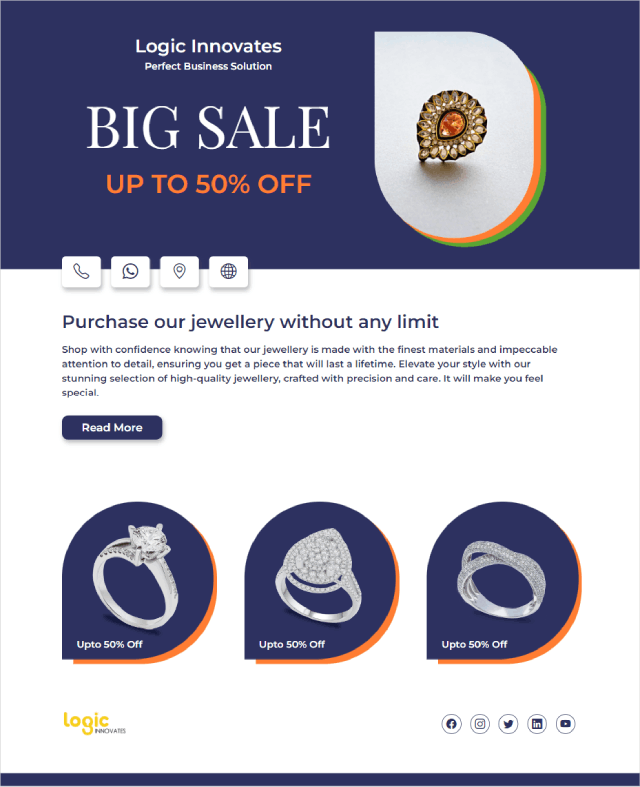 Logic Innovates
Perfect Business Solution
BIG SALE
UP TO 50% OFF
Purchase our jewellery without any limit
Shop with confidence knowing that our jewellery is made with the finest materials and impeccable
attention to detail, ensuring you get a piece that will last a lifetime. Elevate your style with our
stunning selection of high-quality jewellery, crafted with precision and care. It will make you feel
special.
Read More
Upto 50% Off
Upto 50% Off
Upto 50% Off
logic
INNOVATES